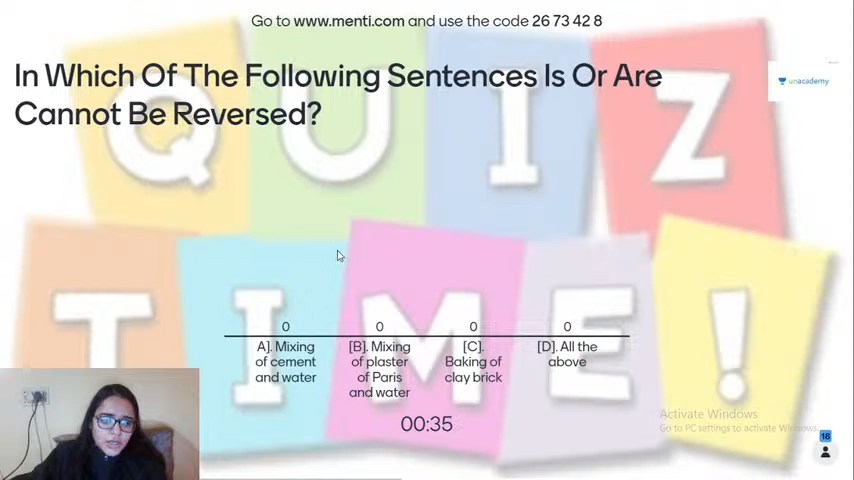 Go to www.menti.com and use the code 26 73 42 8
In Which Of The Following Sentences Is Or Are
Cannot Be Reversed?
unacademy
QUIZ
TIME!
0
0
0
0
A]. Mixing
of cement
and water
[B]. Mixing
of plaster
of Paris
and water
[C].
Baking of
clay brick
[D]. All the
above
00:35
Activate Windows
Go to PC settings to activate Windows.
18